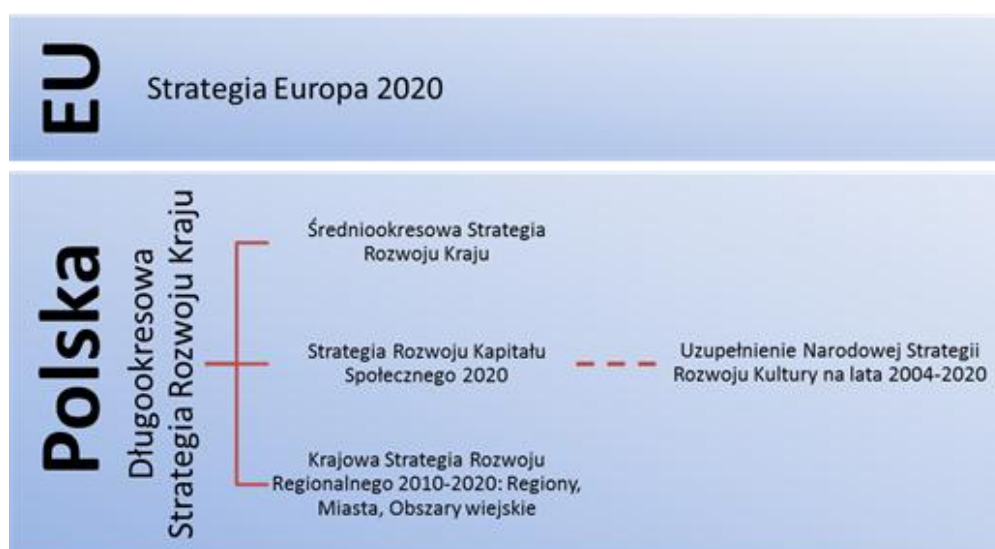 EU
Strategia Europa 2020
Polska
Długookresowa
Strategia Rozwoju Kraju
Średniookresowa Strategia
Rozwoju Kraju
Strategia Rozwoju Kapitału
Społecznego 2020
Uzupełnienie Narodowej Strategii
Rozwoju Kultury na lata 2004-2020
Krajowa Strategia Rozwoju
Regionalnego 2010-2020: Regiony,
Miasta, Obszary wiejskie